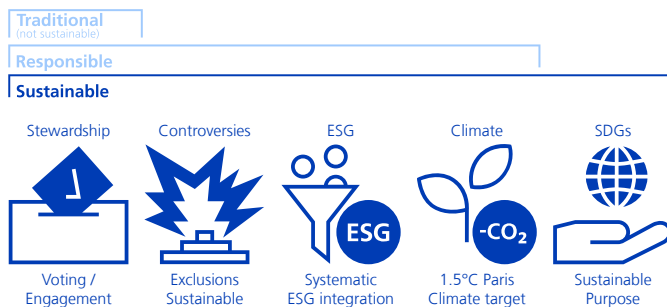 Traditional
(not sustainable)
Responsible
Sustainable
Stewardship
Controversies
ESG
Climate
SDGs
ESG
-CO₂
Voting /
Engagement
Exclusions
Sustainable
Systematic
ESG integration
1.5°C Paris
Climate target
Sustainable
Purpose